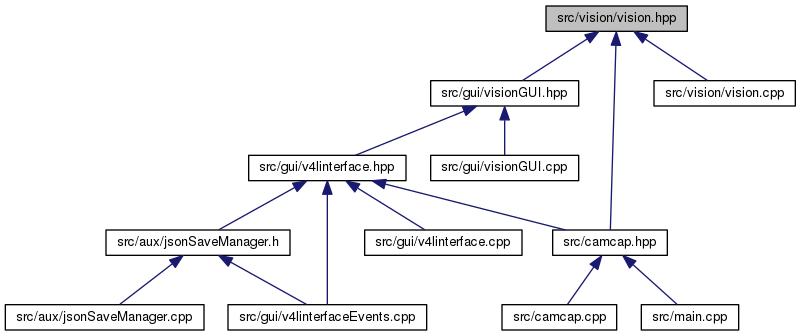 src/vision/vision.hpp
src/gui/visionGUI.hpp
src/vision/vision.cpp
src/gui/v4linterface.hpp
src/gui/visionGUI.cpp
src/aux/jsonSaveManager.h
src/gui/v4linterface.cpp
src/camcap.hpp
src/aux/jsonSaveManager.cpp
src/gui/v4linterfaceEvents.cpp
src/camcap.cpp
src/main.cpp